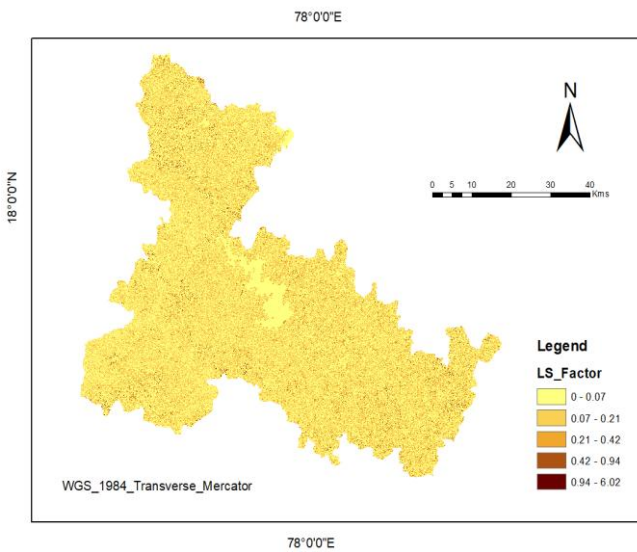 78°0'0"E
18°0'0"N
N
0 5 10 20 30 40
Kms
Legend
LS_Factor
0 - 0.07
0.07 - 0.21
0.21 - 0.42
0.42 - 0.94
0.94 - 6.02
WGS_1984_Transverse_Mercator
78°0'0"E